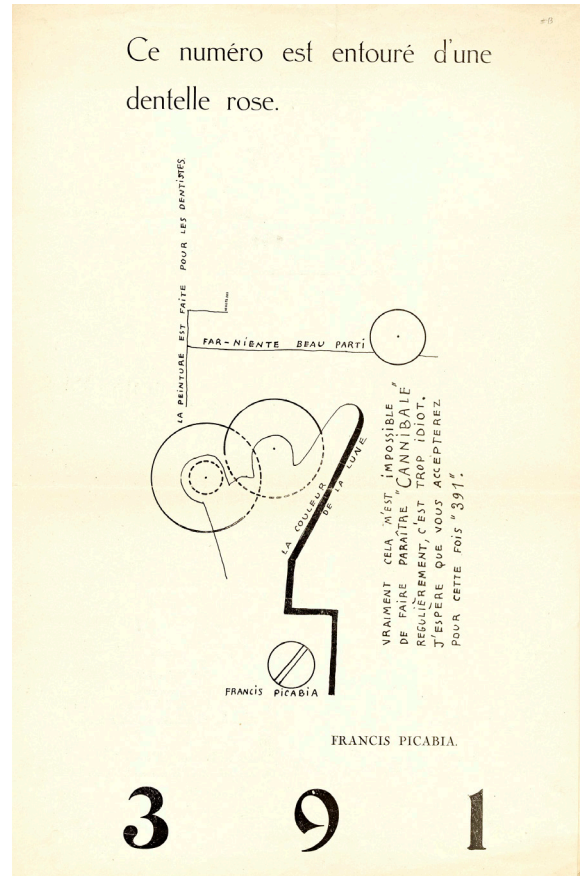 Ce numéro est entouré d'une
dentelle rose.
LA PEINTURE EST FAITE POUR LES DENTISTES.
FAR-NIENTE BEAU PARTI
LA COULEUR
DE LA LUNE
VRAIMENT CELA M'EST IMPOSSIBLE
DE FAIRE PARAÎTRE "CANNIBALE"
REGULIÈREMENT, C'EST TROP IDIOT.
J'ESPÈRE QUE VOUS ACCEPTEREZ
POUR CETTE FOIS "391".
FRANCIS PICABIA
FRANCIS PICABIA.
3 9 1